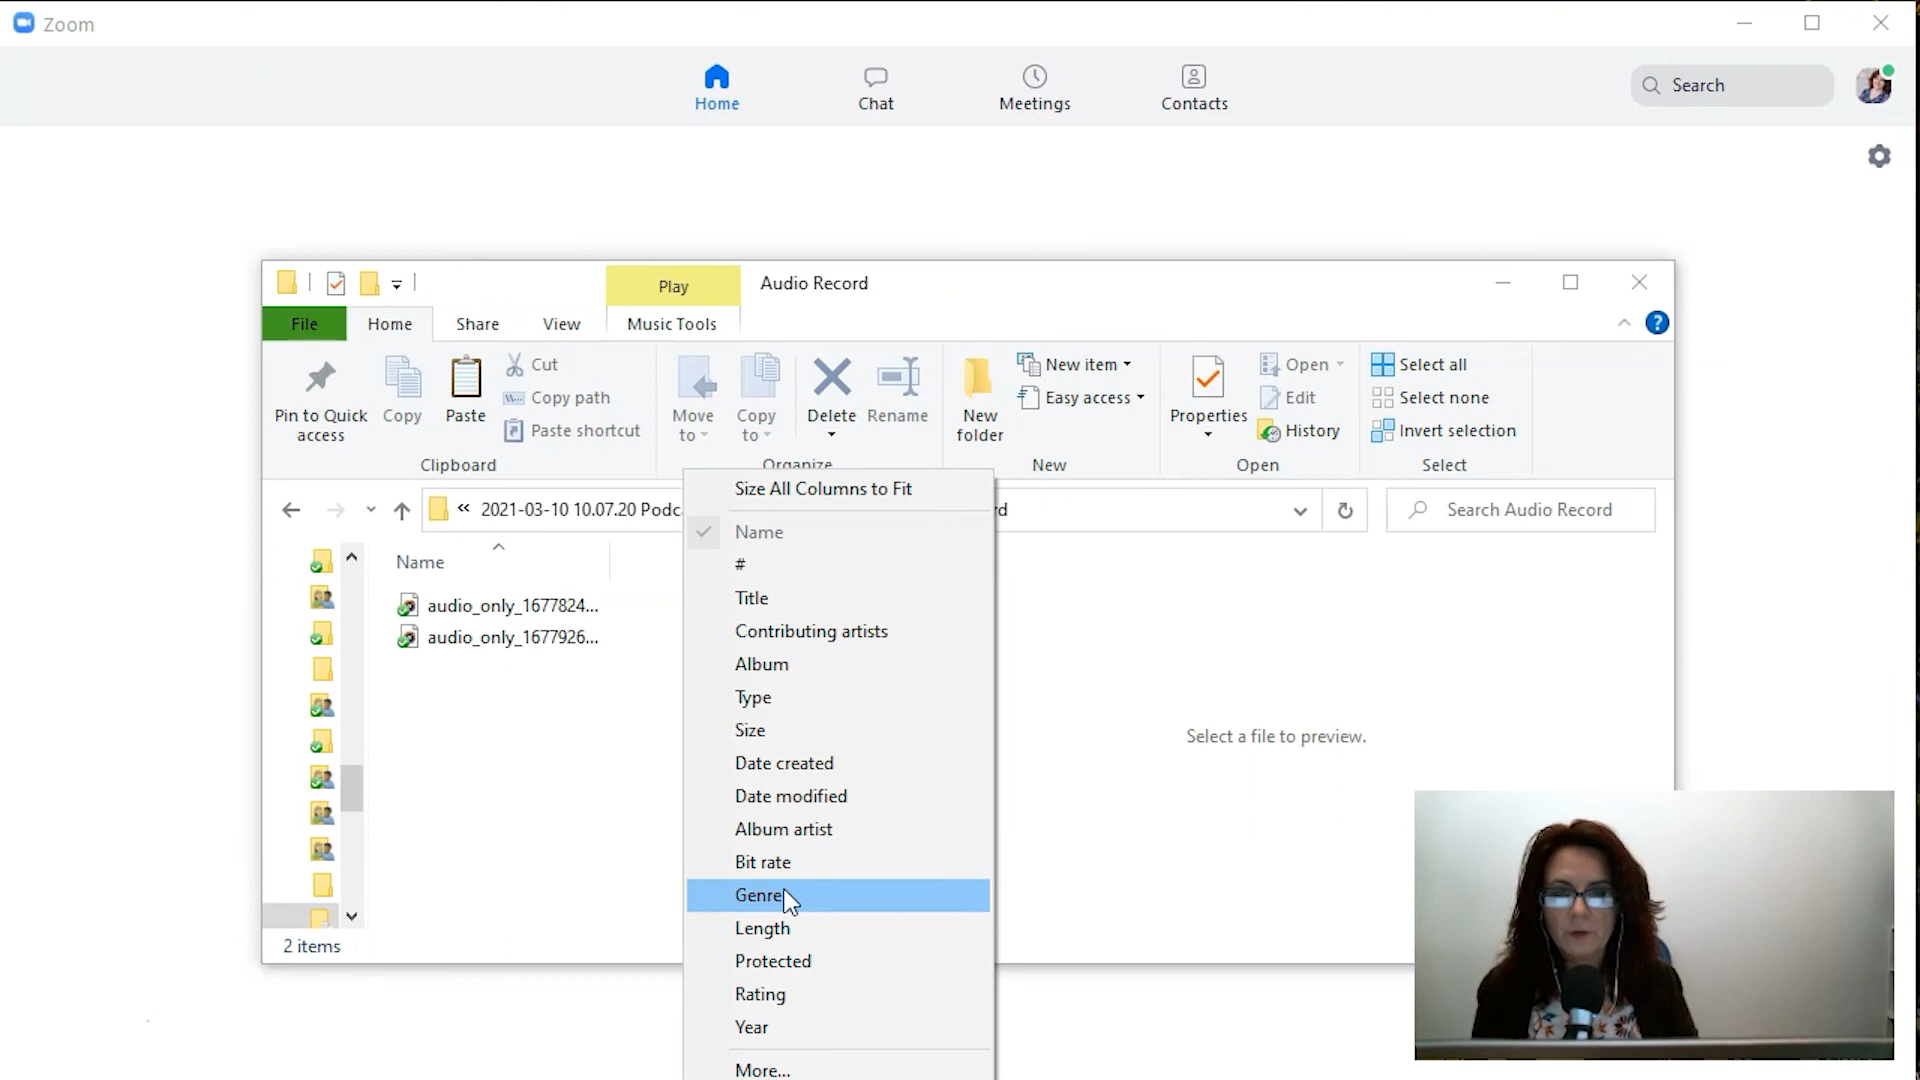 Zoom
Home
Chat
Meetings
Contacts
Search
Play
Audio Record
File
Home
Share
View
Music Tools
Pin to Quick access
Copy
Paste
Cut
Copy path
Paste shortcut
Clipboard
Move to
Copy to
Delete
Rename
Organize
New folder
New item
Easy access
New
Properties
Open
Edit
History
Open
Select all
Select none
Invert selection
Select
« 2021-03-10 10.07.20 Podc
rd
Search Audio Record
Name
audio_only_1677824...
audio_only_1677926...
Size All Columns to Fit
Name
#
Title
Contributing artists
Album
Type
Size
Date created
Date modified
Album artist
Bit rate
Genre
Length
Protected
Rating
Year
More...
Select a file to preview.
2 items